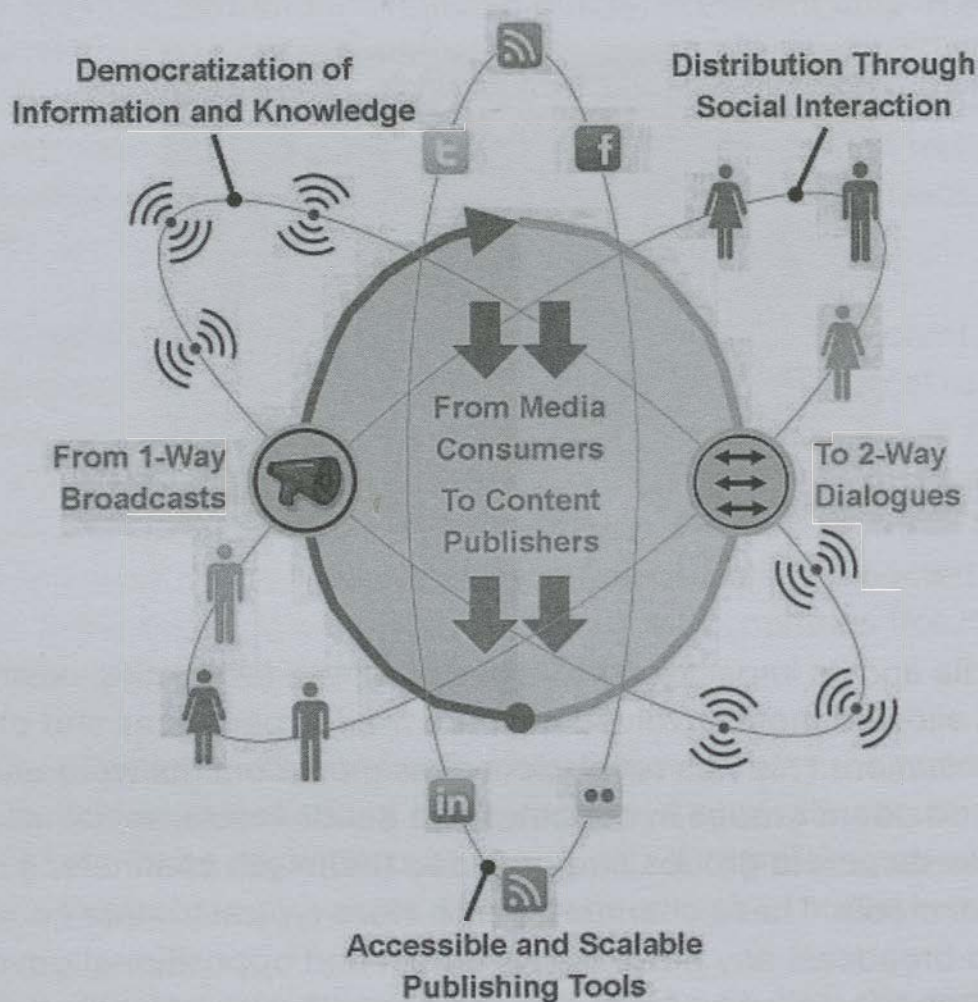 Democratization of
Information and Knowledge
Distribution Through
Social Interaction
t
f
From Media
Consumers
To Content
Publishers
From 1-Way
Broadcasts
To 2-Way
Dialogues
in
Accessible and Scalable
Publishing Tools